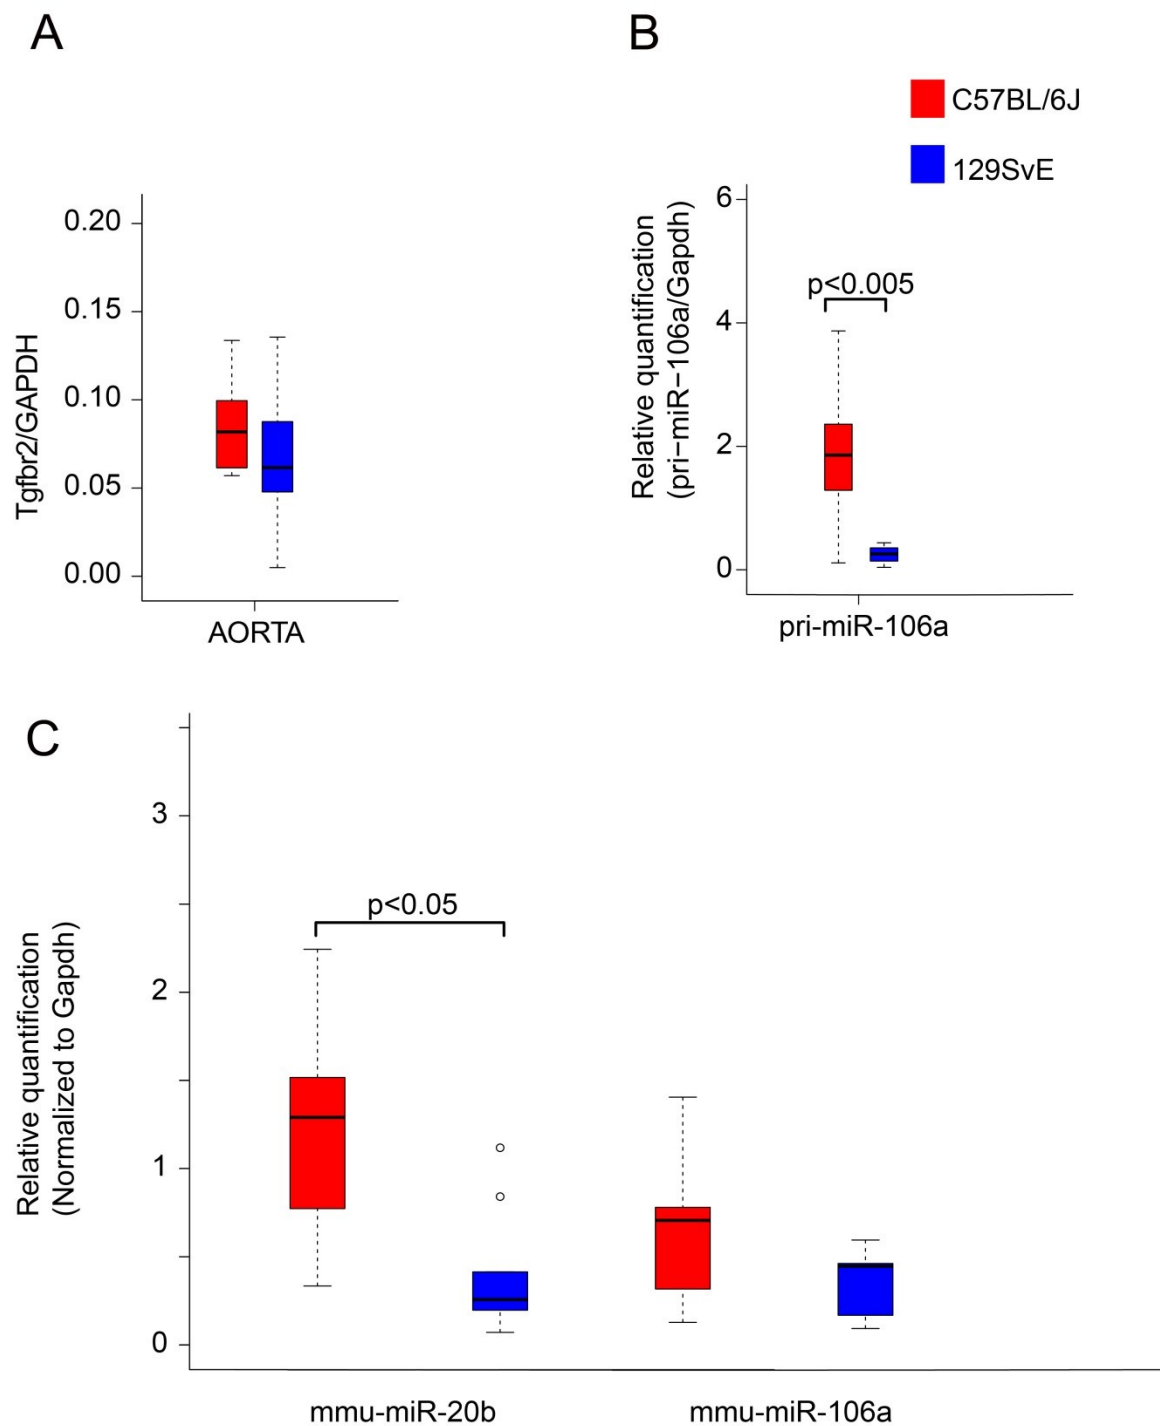 A
B
C57BL/6J
129SvE
Tgfbr2/GAPDH
0.20
0.15
0.10
0.05
0.00
AORTA
Relative quantification
(pri−miR−106a/Gapdh)
6
4
2
0
p<0.005
pri-miR-106a
C
Relative quantification
(Normalized to Gapdh)
3
2
1
0
p<0.05
mmu-miR-20b
mmu-miR-106a